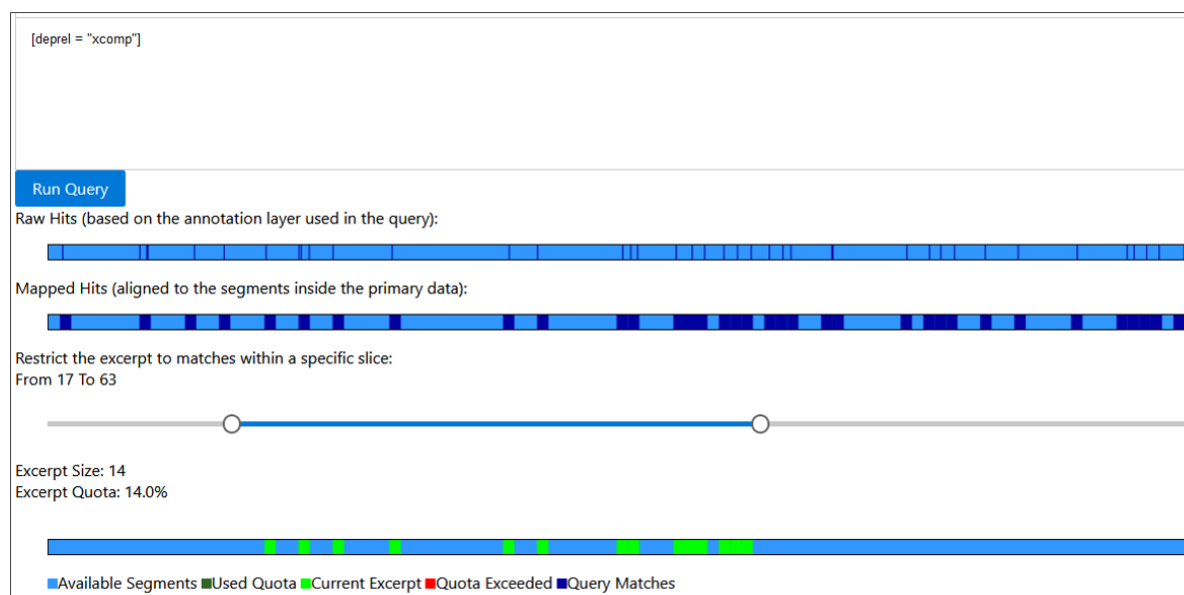 [deprel = "xcomp"]
Run Query
Raw Hits (based on the annotation layer used in the query):
Mapped Hits (aligned to the segments inside the primary data):
Restrict the excerpt to matches within a specific slice:
From 17 To 63
Excerpt Size: 14
Excerpt Quota: 14.0%
Available Segments Used Quota Current Excerpt Quota Exceeded Query Matches